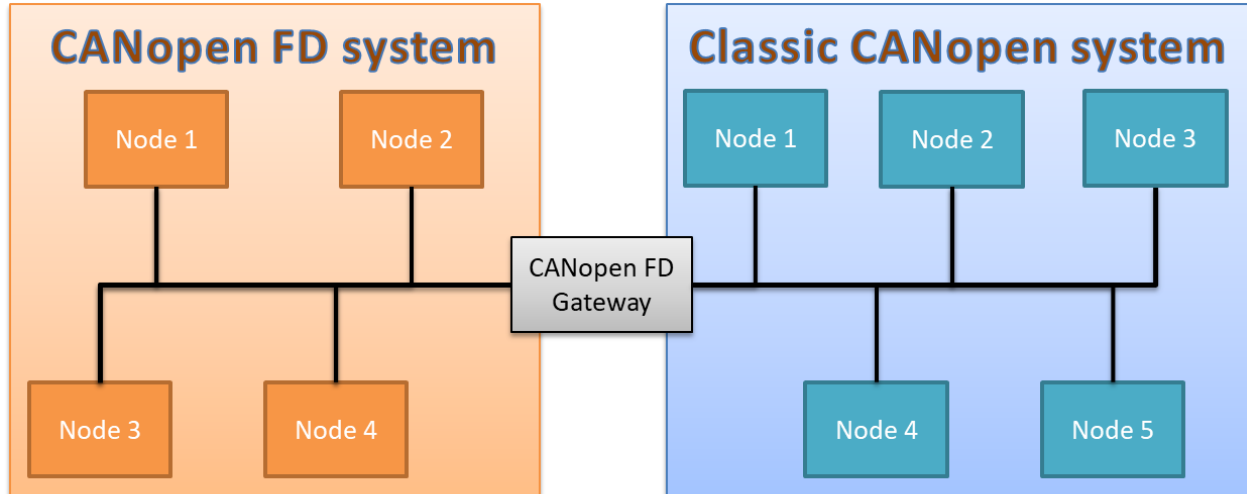 CANopen FD system
Node 1
Node 2
Node 3
Node 4
CANopen FD
Gateway
Classic CANopen system
Node 1
Node 2
Node 3
Node 4
Node 5